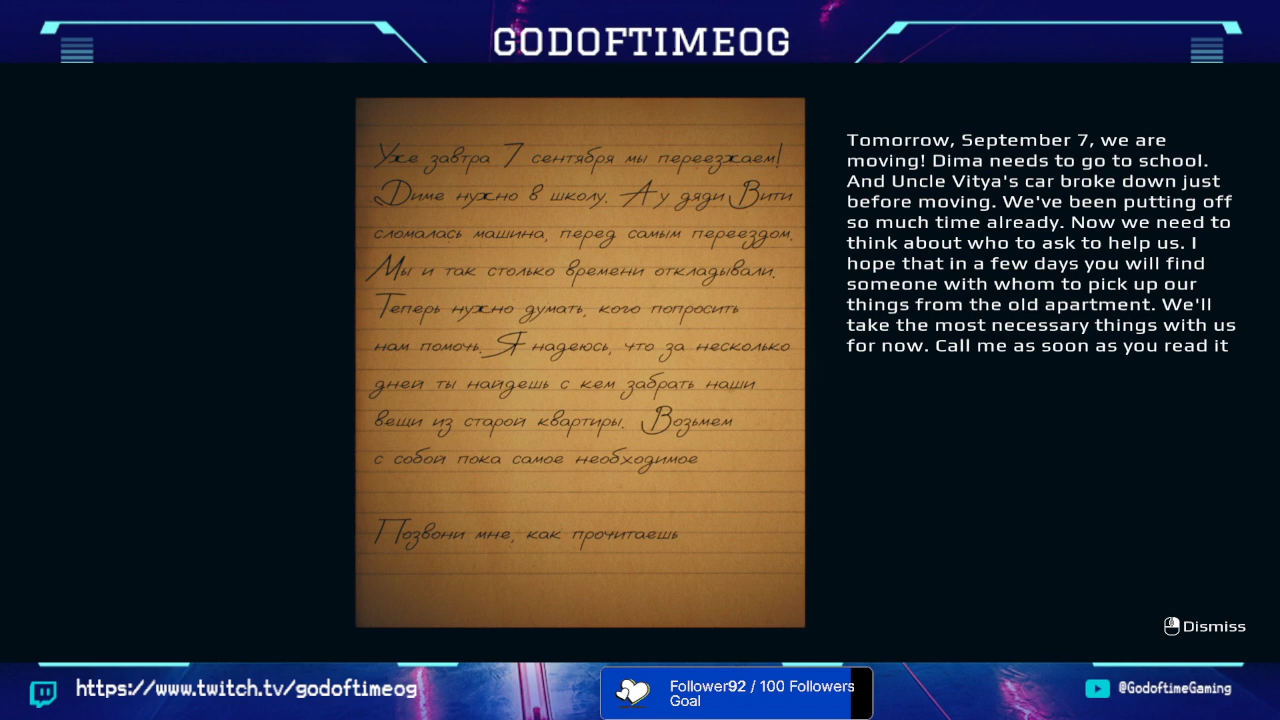 GODOFTIMEOG
Уже завтра 7 сентября мы переезжаем!
Диме нужно в школу. А у дяди Вити
сломалась машина, перед самым переездом.
Мы и так столько времени откладывали.
Теперь нужно думать, кого попросить
нам помочь. Я надеюсь, что за несколько
дней ты найдешь с кем забрать наши
вещи из старой квартиры. Возьмем
с собой пока самое необходимое
Позвони мне, как прочитаешь
Tomorrow, September 7, we are
moving! Dima needs to go to school.
And Uncle Vitya's car broke down just
before moving. We've been putting off
so much time already. Now we need to
think about who to ask to help us. I
hope that in a few days you will find
someone with whom to pick up our
things from the old apartment. We'll
take the most necessary things with us
for now. Call me as soon as you read it
Dismiss
https://www.twitch.tv/godoftimeog
Follower92 / 100 Followers
Goal
@GodoftimeGaming